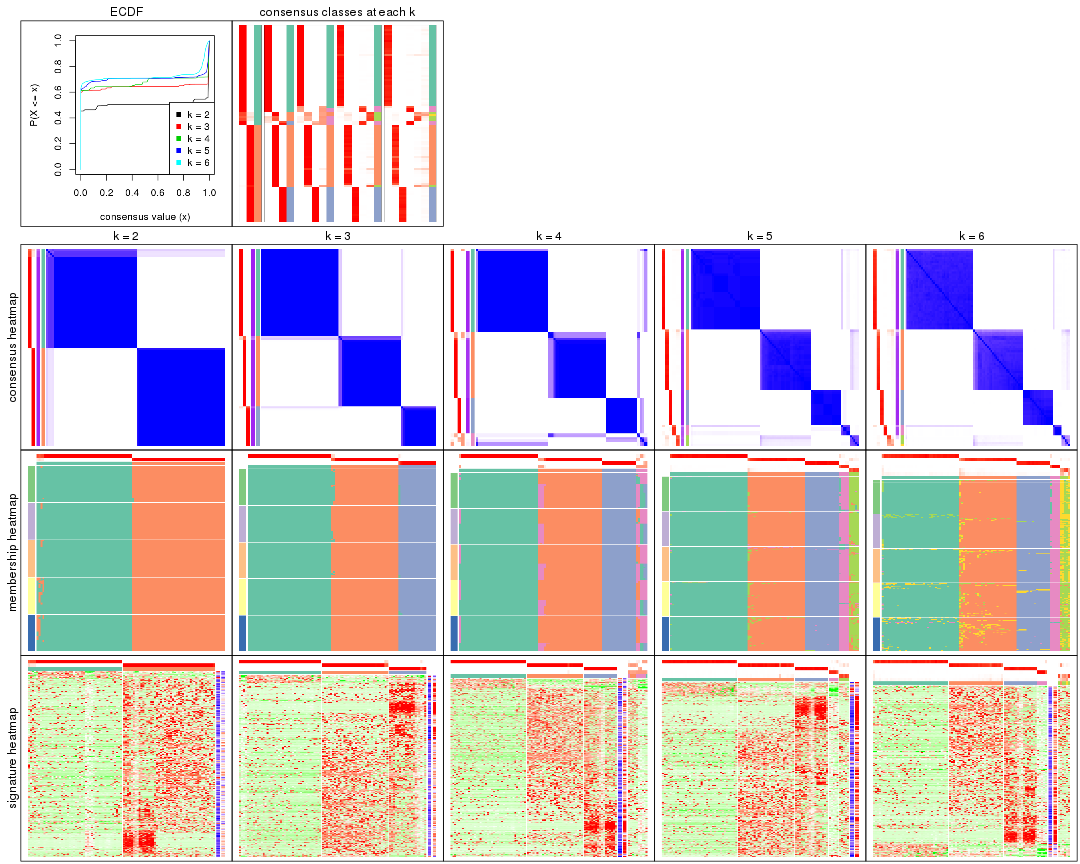 ECDF
consensus classes at each k
P(X <= x)
0.0
0.2
0.4
0.6
0.8
1.0
k = 2
k = 3
k = 4
k = 5
k = 6
0.0 0.2 0.4 0.6 0.8 1.0
consensus value (x)
k = 2 k = 3 k = 4 k = 5 k = 6
consensus heatmap
membership heatmap
signature heatmap